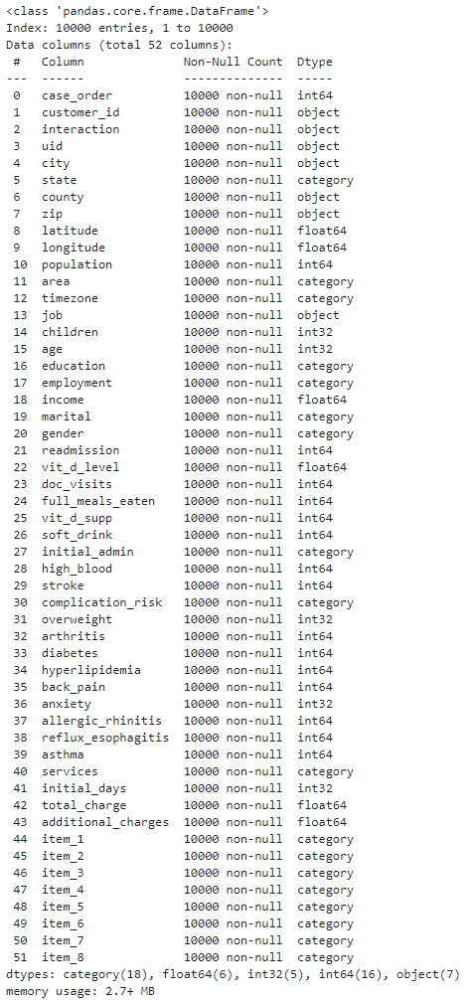 <class 'pandas.core.frame.DataFrame'>
Index: 10000 entries, 1 to 10000
Data columns (total 52 columns):
 #   Column              Non-Null Count  Dtype
---  ------              --------------  -----
 0   case_order          10000 non-null  int64
 1   customer_id         10000 non-null  object
 2   interaction         10000 non-null  object
 3   uid                 10000 non-null  object
 4   city                10000 non-null  object
 5   state               10000 non-null  category
 6   county              10000 non-null  object
 7   zip                 10000 non-null  object
 8   latitude            10000 non-null  float64
 9   longitude           10000 non-null  float64
 10  population          10000 non-null  int64
 11  area                10000 non-null  category
 12  timezone            10000 non-null  category
 13  job                 10000 non-null  object
 14  children            10000 non-null  int32
 15  age                 10000 non-null  int32
 16  education           10000 non-null  category
 17  employment          10000 non-null  category
 18  income              10000 non-null  float64
 19  marital             10000 non-null  category
 20  gender              10000 non-null  category
 21  readmission         10000 non-null  int64
 22  vit_d_level         10000 non-null  float64
 23  doc_visits          10000 non-null  int64
 24  full_meals_eaten    10000 non-null  int64
 25  vit_d_supp          10000 non-null  int64
 26  soft_drink          10000 non-null  int64
 27  initial_admin       10000 non-null  category
 28  high_blood          10000 non-null  int64
 29  stroke              10000 non-null  int64
 30  complication_risk   10000 non-null  category
 31  overweight          10000 non-null  int32
 32  arthritis           10000 non-null  int64
 33  diabetes            10000 non-null  int64
 34  hyperlipidemia      10000 non-null  int64
 35  back_pain           10000 non-null  int64
 36  anxiety             10000 non-null  int32
 37  allergic_rhinitis   10000 non-null  int64
 38  reflux_esophagitis  10000 non-null  int64
 39  asthma              10000 non-null  int64
 40  services            10000 non-null  category
 41  initial_days        10000 non-null  int32
 42  total_charge        10000 non-null  float64
 43  additional_charges  10000 non-null  float64
 44  item_1              10000 non-null  category
 45  item_2              10000 non-null  category
 46  item_3              10000 non-null  category
 47  item_4              10000 non-null  category
 48  item_5              10000 non-null  category
 49  item_6              10000 non-null  category
 50  item_7              10000 non-null  category
 51  item_8              10000 non-null  category
dtypes: category(18), float64(6), int32(5), int64(16), object(7)
memory usage: 2.7+ MB